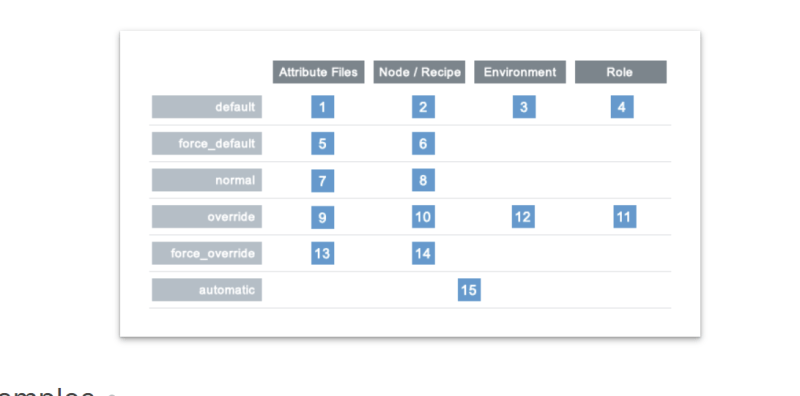 Attribute Files Node / Recipe Environment Role
default 1 2 3 4
force_default 5 6
normal 7 8
override 9 10 12 11
force_override 13 14
automatic 15